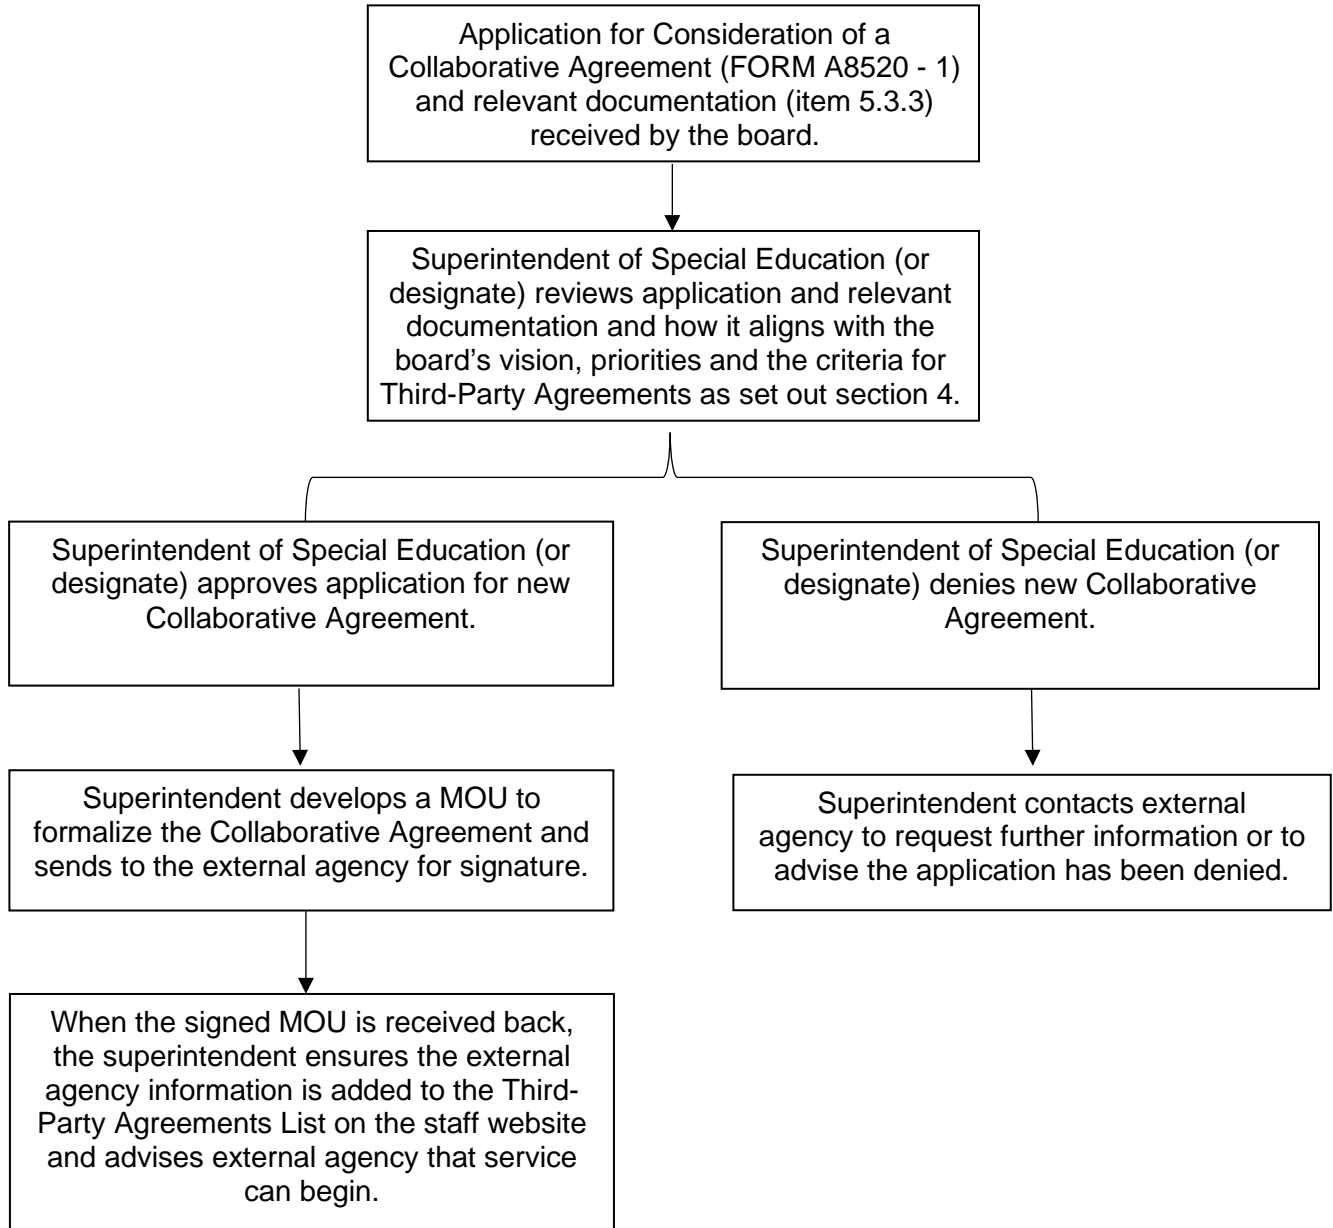 Application for Consideration of a
Collaborative Agreement (FORM A8520 - 1)
and relevant documentation (item 5.3.3)
received by the board.
Superintendent of Special Education (or
designate) reviews application and relevant
documentation and how it aligns with the
board’s vision, priorities and the criteria for
Third-Party Agreements as set out section 4.
Superintendent of Special Education (or
designate) approves application for new
Collaborative Agreement.
Superintendent of Special Education (or
designate) denies new Collaborative
Agreement.
Superintendent develops a MOU to
formalize the Collaborative Agreement and
sends to the external agency for signature.
Superintendent contacts external
agency to request further information or to
advise the application has been denied.
When the signed MOU is received back,
the superintendent ensures the external
agency information is added to the Third-
Party Agreements List on the staff website
and advises external agency that service
can begin.